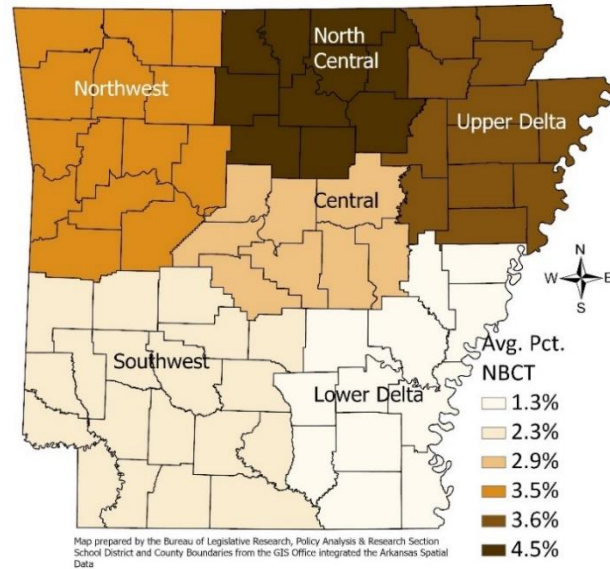 North
Central
Northwest
Upper Delta
Central
N
W
E
S
Southwest
Lower Delta
Avg. Pct.
NBCT
1.3%
2.3%
2.9%
3.5%
3.6%
4.5%
Map prepared by the Bureau of Legislative Research, Policy Analysis & Research Section
School District and County Boundaries from the GIS Office integrated the Arkansas Spatial
Data